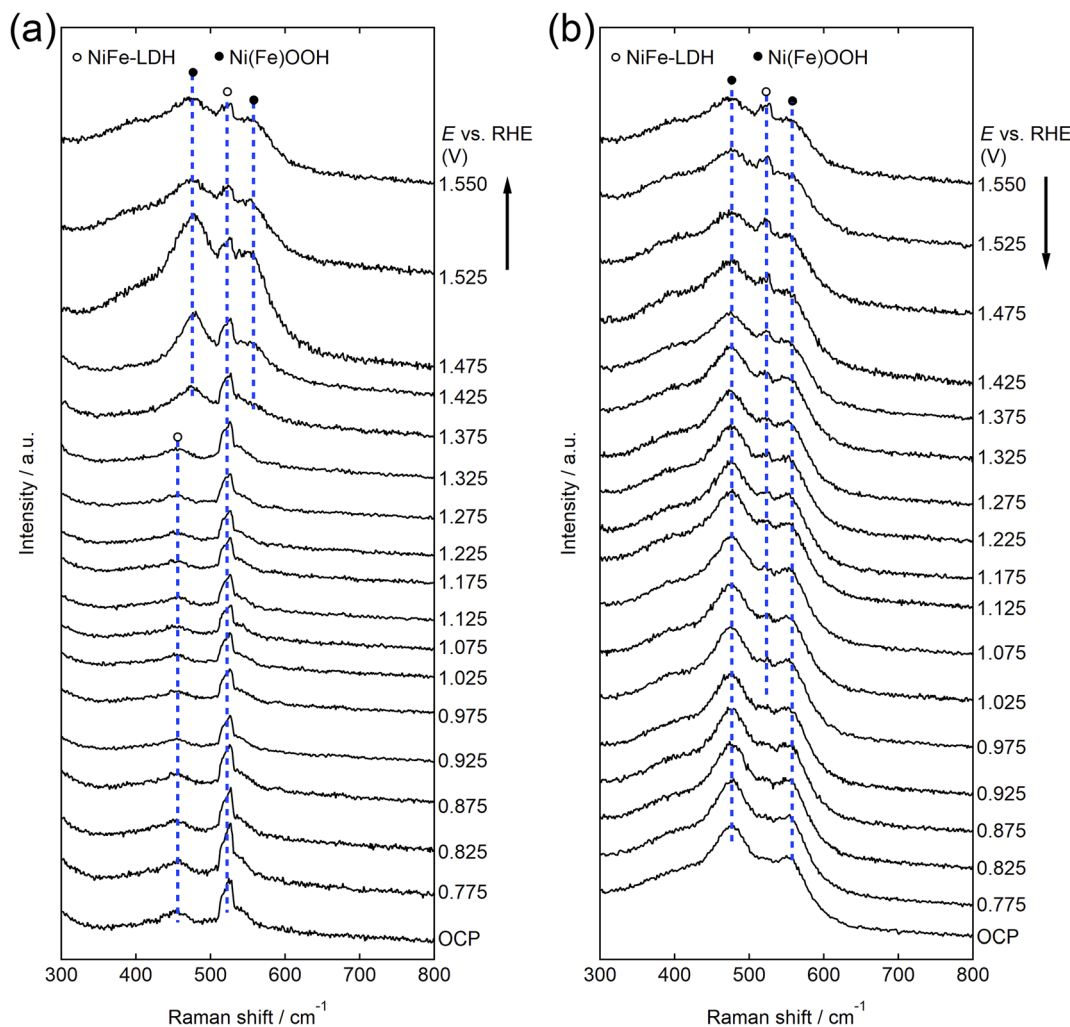 (a)
NiFe-LDH
Ni(Fe)OOH
E vs. RHE
(V)
1.550
1.525
1.475
1.425
1.375
1.325
1.275
1.225
1.175
1.125
1.075
1.025
0.975
0.925
0.875
0.825
0.775
OCP
Intensity / a.u.
300 400 500 600 700 800
Raman shift / cm⁻¹
(b)
NiFe-LDH
Ni(Fe)OOH
E vs. RHE
(V)
1.550
1.525
1.475
1.425
1.375
1.325
1.275
1.225
1.175
1.125
1.075
1.025
0.975
0.925
0.875
0.825
0.775
OCP
Intensity / a.u.
300 400 500 600 700 800
Raman shift / cm⁻¹